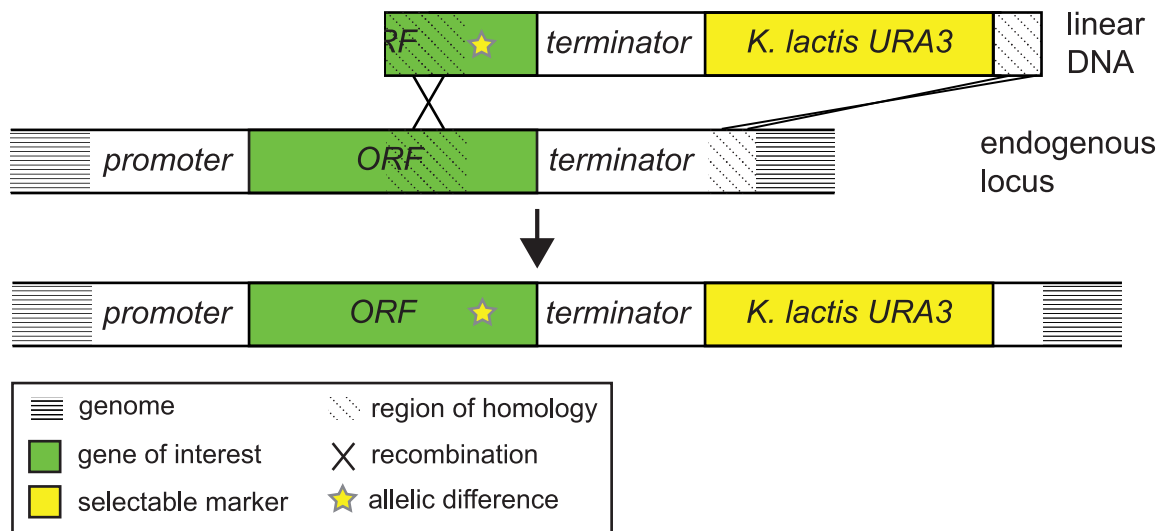 RF terminator K. lactis URA3 linear DNA
promoter ORF terminator endogenous locus
promoter ORF terminator K. lactis URA3
genome region of homology
gene of interest recombination
selectable marker allelic difference